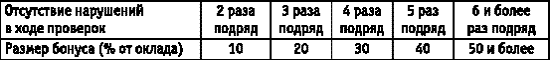 Отсутствие нарушений 2 раза 3 раза 4 раза 5 раз 6 и более
в ходе проверок подряд подряд подряд подряд раз подряд
Размер бонуса (% от оклада) 10 20 30 40 50 и более